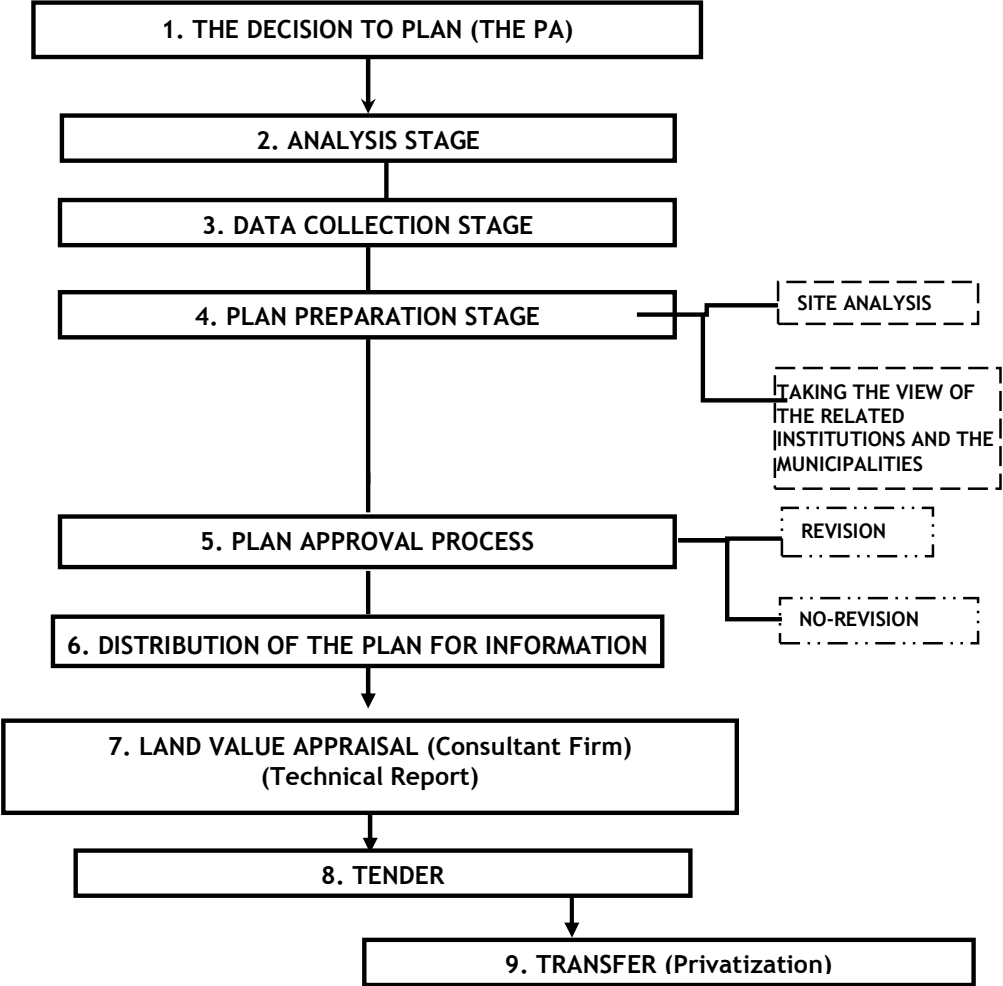 1. THE DECISION TO PLAN (THE PA)
2. ANALYSIS STAGE
3. DATA COLLECTION STAGE
4. PLAN PREPARATION STAGE
SITE ANALYSIS
TAKING THE VIEW OF
THE RELATED
INSTITUTIONS AND THE
MUNICIPALITIES
5. PLAN APPROVAL PROCESS
REVISION
NO-REVISION
6. DISTRIBUTION OF THE PLAN FOR INFORMATION
7. LAND VALUE APPRAISAL (Consultant Firm)
(Technical Report)
8. TENDER
9. TRANSFER (Privatization)